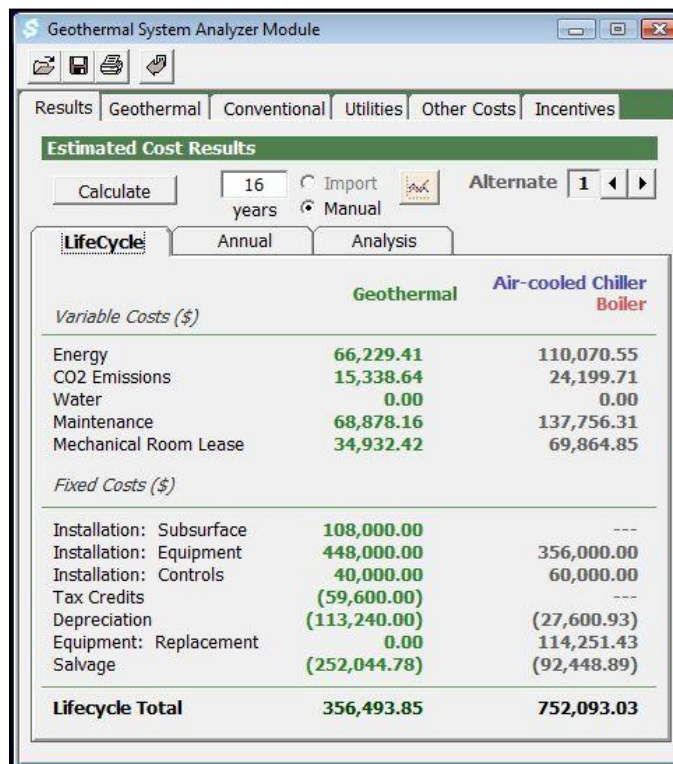 Geothermal System Analyzer Module
Results Geothermal Conventional Utilities Other Costs Incentives
Estimated Cost Results
Calculate 16 Import Alternate 1
years Manual
LifeCycle Annual Analysis
Variable Costs ($) Geothermal Air-cooled Chiller
Boiler
Energy 66,229.41 110,070.55
CO2 Emissions 15,338.64 24,199.71
Water 0.00 0.00
Maintenance 68,878.16 137,756.31
Mechanical Room Lease 34,932.42 69,864.85
Fixed Costs ($)
Installation: Subsurface 108,000.00 ---
Installation: Equipment 448,000.00 356,000.00
Installation: Controls 40,000.00 60,000.00
Tax Credits (59,600.00) ---
Depreciation (113,240.00) (27,600.93)
Equipment: Replacement 0.00 114,251.43
Salvage (252,044.78) (92,448.89)
Lifecycle Total 356,493.85 752,093.03